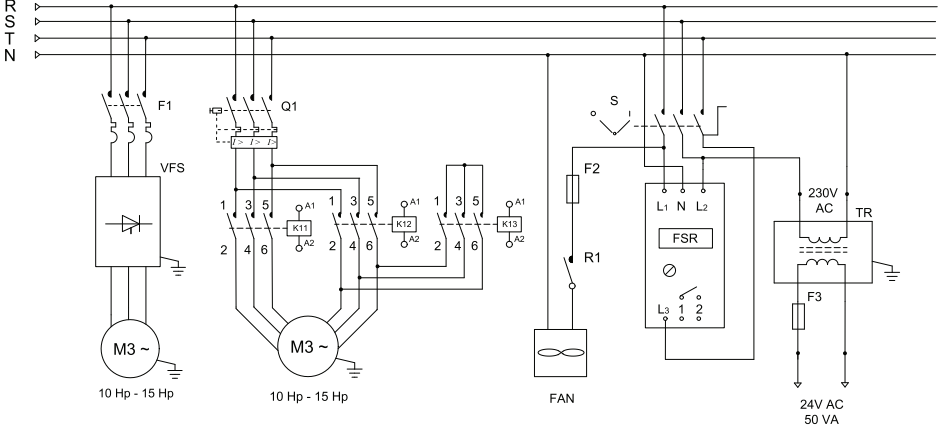 R
S
T
N
F1
Q1
S
I> I> I>
VFS
F2
1 3 5
A1
K11
A2
2 4 6
1 3 5
A1
K12
A2
2 4 6
1 3 5
A1
K13
A2
2 4 6
L1 N L2
FSR
L3 1 2
R1
230V
AC
TR
F3
M3 ~
10 Hp - 15 Hp
M3 ~
10 Hp - 15 Hp
FAN
24V AC
50 VA